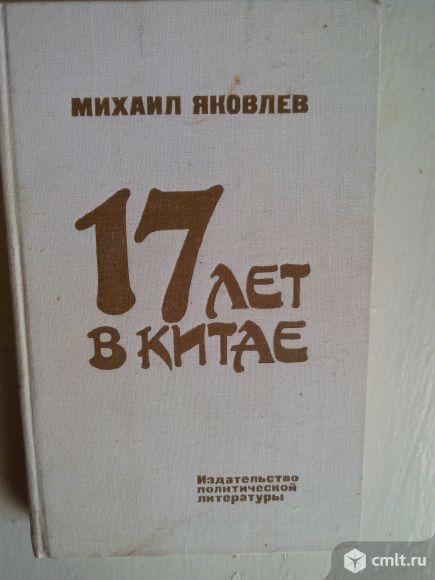 МИХАИЛ ЯКОВЛЕВ
17 ЛЕТ
В КИТАЕ
Издательство
политической
литературы
cmlt.ru